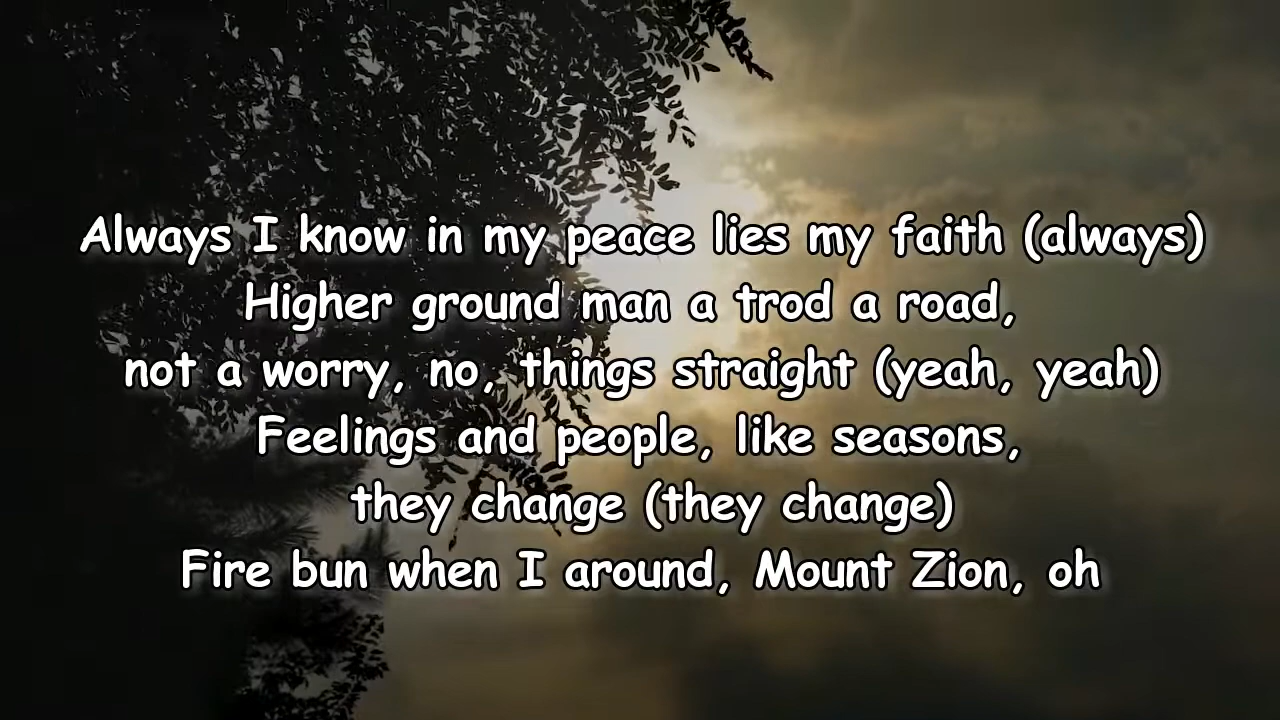 Always I know in my peace lies my faith (always)
Higher ground man a trod a road,
not a worry, no, things straight (yeah, yeah)
Feelings and people, like seasons,
they change (they change)
Fire bun when I around, Mount Zion, oh